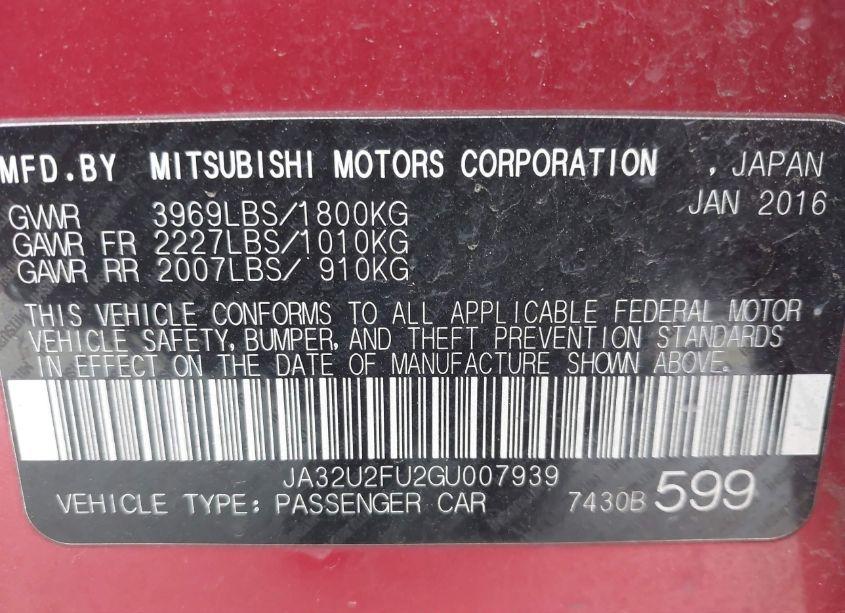 MFD.BY MITSUBISHI MOTORS CORPORATION , JAPAN
JAN 2016
GVWR 3969LBS/1800KG
GAWR FR 2227LBS/1010KG
GAWR RR 2007LBS/ 910KG
THIS VEHICLE CONFORMS TO ALL APPLICABLE FEDERAL MOTOR
VEHICLE SAFETY, BUMPER, AND THEFT PREVENTION STANDARDS
IN EFFECT ON THE DATE OF MANUFACTURE SHOWN ABOVE.
JA32U2FU2GU007939
VEHICLE TYPE: PASSENGER CAR 7430B 599